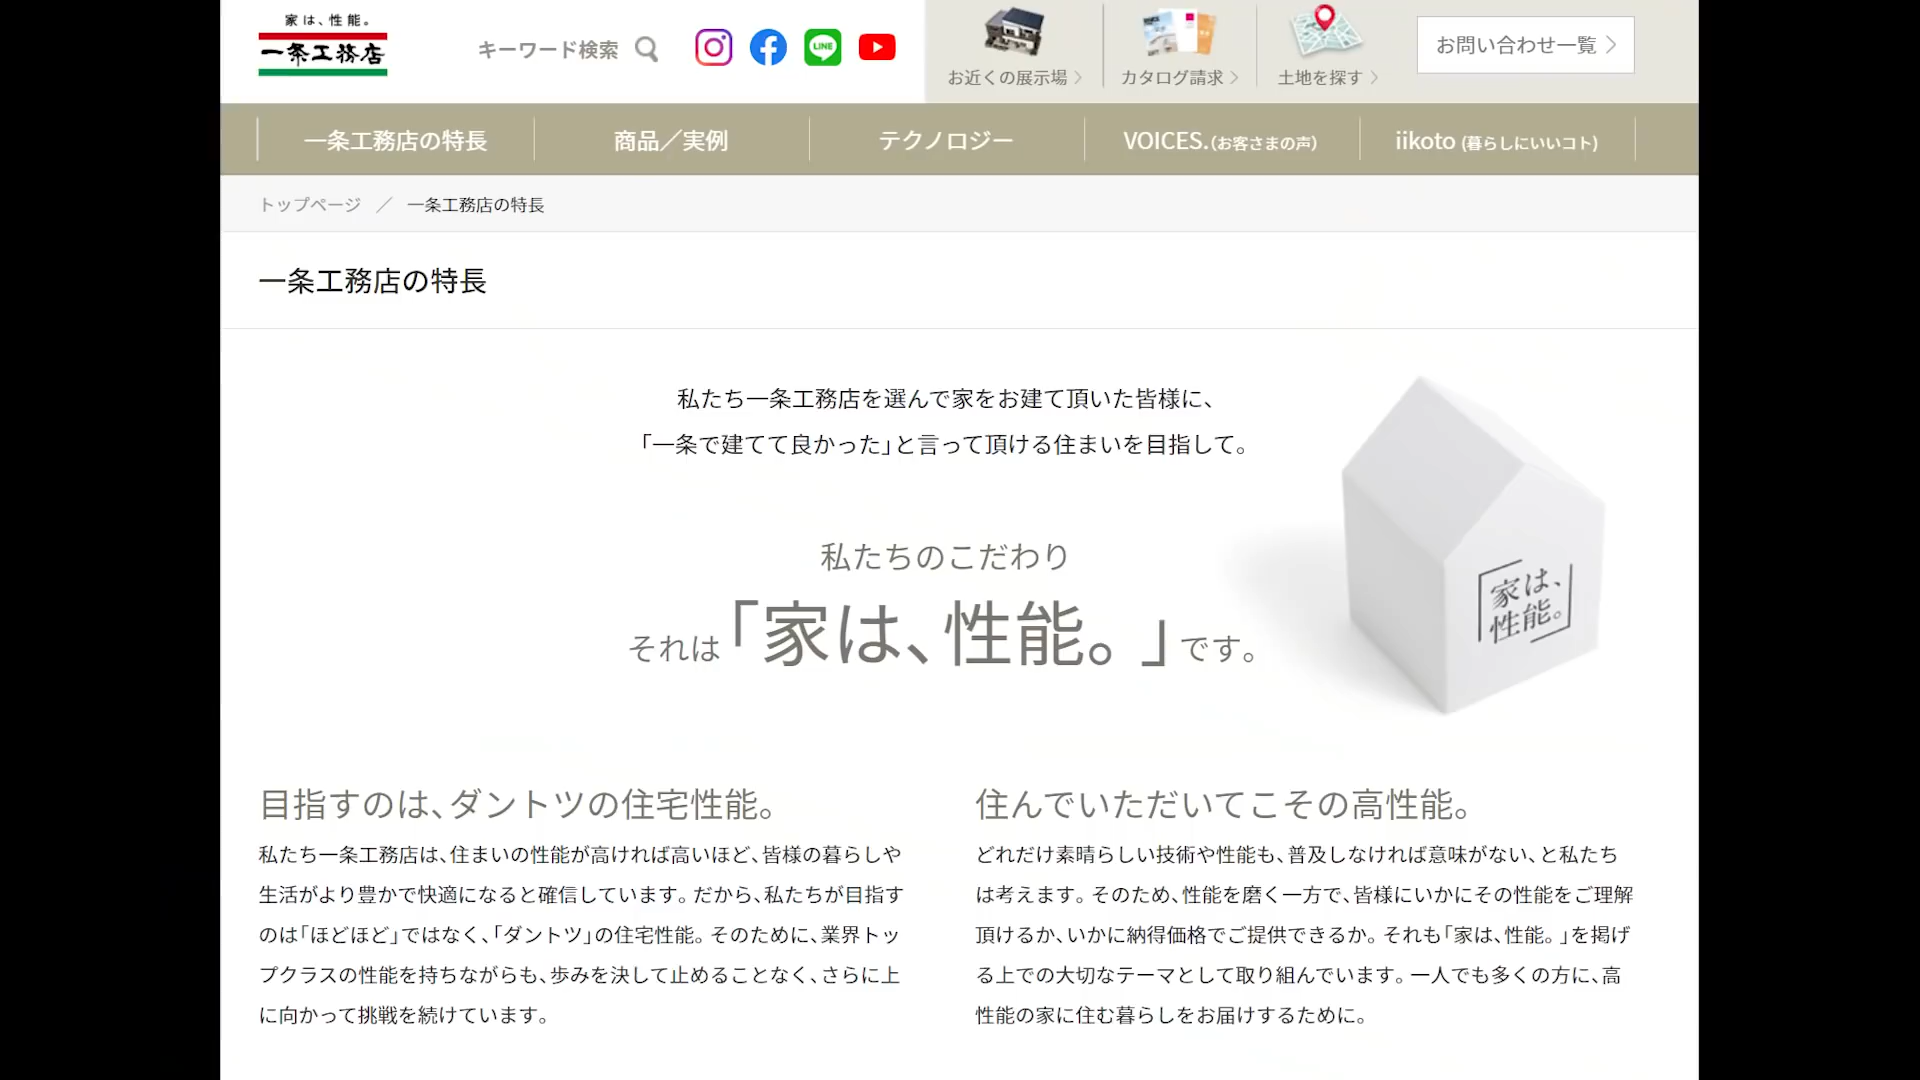 家は、性能。
一条工務店
キーワード検索
LINE
お近くの展示場
カタログ請求
土地を探す
お問い合わせ一覧
一条工務店の特長
商品／実例
テクノロジー
VOICES.（お客さまの声）
iikoto (暮らしにいいコト)
トップページ ／ 一条工務店の特長
一条工務店の特長
私たち一条工務店を選んで家をお建て頂いた皆様に、
「一条で建てて良かった」と言って頂ける住まいを目指して。
私たちのこだわり
それは「家は、性能。」です。
家は、
性能。
目指すのは、ダントツの住宅性能。
私たち一条工務店は、住まいの性能が高ければ高いほど、皆様の暮らしや
生活がより豊かで快適になると確信しています。だから、私たちが目指す
のは「ほどほど」ではなく、「ダントツ」の住宅性能。そのために、業界トッ
プクラスの性能を持ちながらも、歩みを決して止めることなく、さらに上
に向かって挑戦を続けています。
住んでいただいてこその高性能。
どれだけ素晴らしい技術や性能も、普及しなければ意味がない、と私たち
は考えます。そのため、性能を磨く一方で、皆様にいかにその性能をご理解
頂けるか、いかに納得価格でご提供できるか。それも「家は、性能。」を掲げ
る上での大切なテーマとして取り組んでいます。一人でも多くの方に、高
性能の家に住む暮らしをお届けするために。